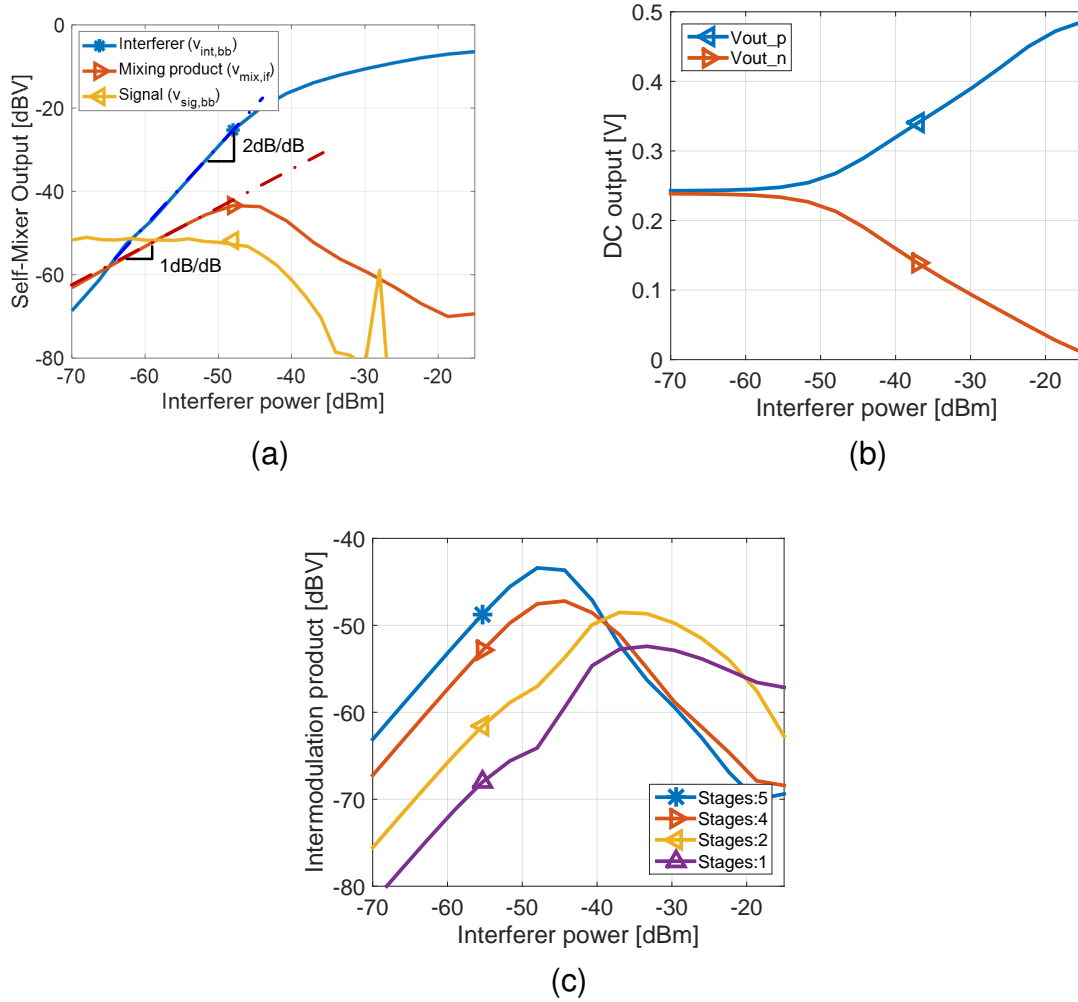 -0
-20
-40
-60
-80
Self-Mixer Output [dBV]
Interferer (v_int,bb)
Mixing product (v_mix,if)
Signal (v_sig,bb)
2dB/dB
1dB/dB
-70 -60 -50 -40 -30 -20
Interferer power [dBm]
(a)
0.5
0.4
0.3
0.2
0.1
0
DC output [V]
Vout_p
Vout_n
-70 -60 -50 -40 -30 -20
Interferer power [dBm]
(b)
-40
-50
-60
-70
-80
Intermodulation product [dBV]
Stages:5
Stages:4
Stages:2
Stages:1
-70 -60 -50 -40 -30 -20
Interferer power [dBm]
(c)